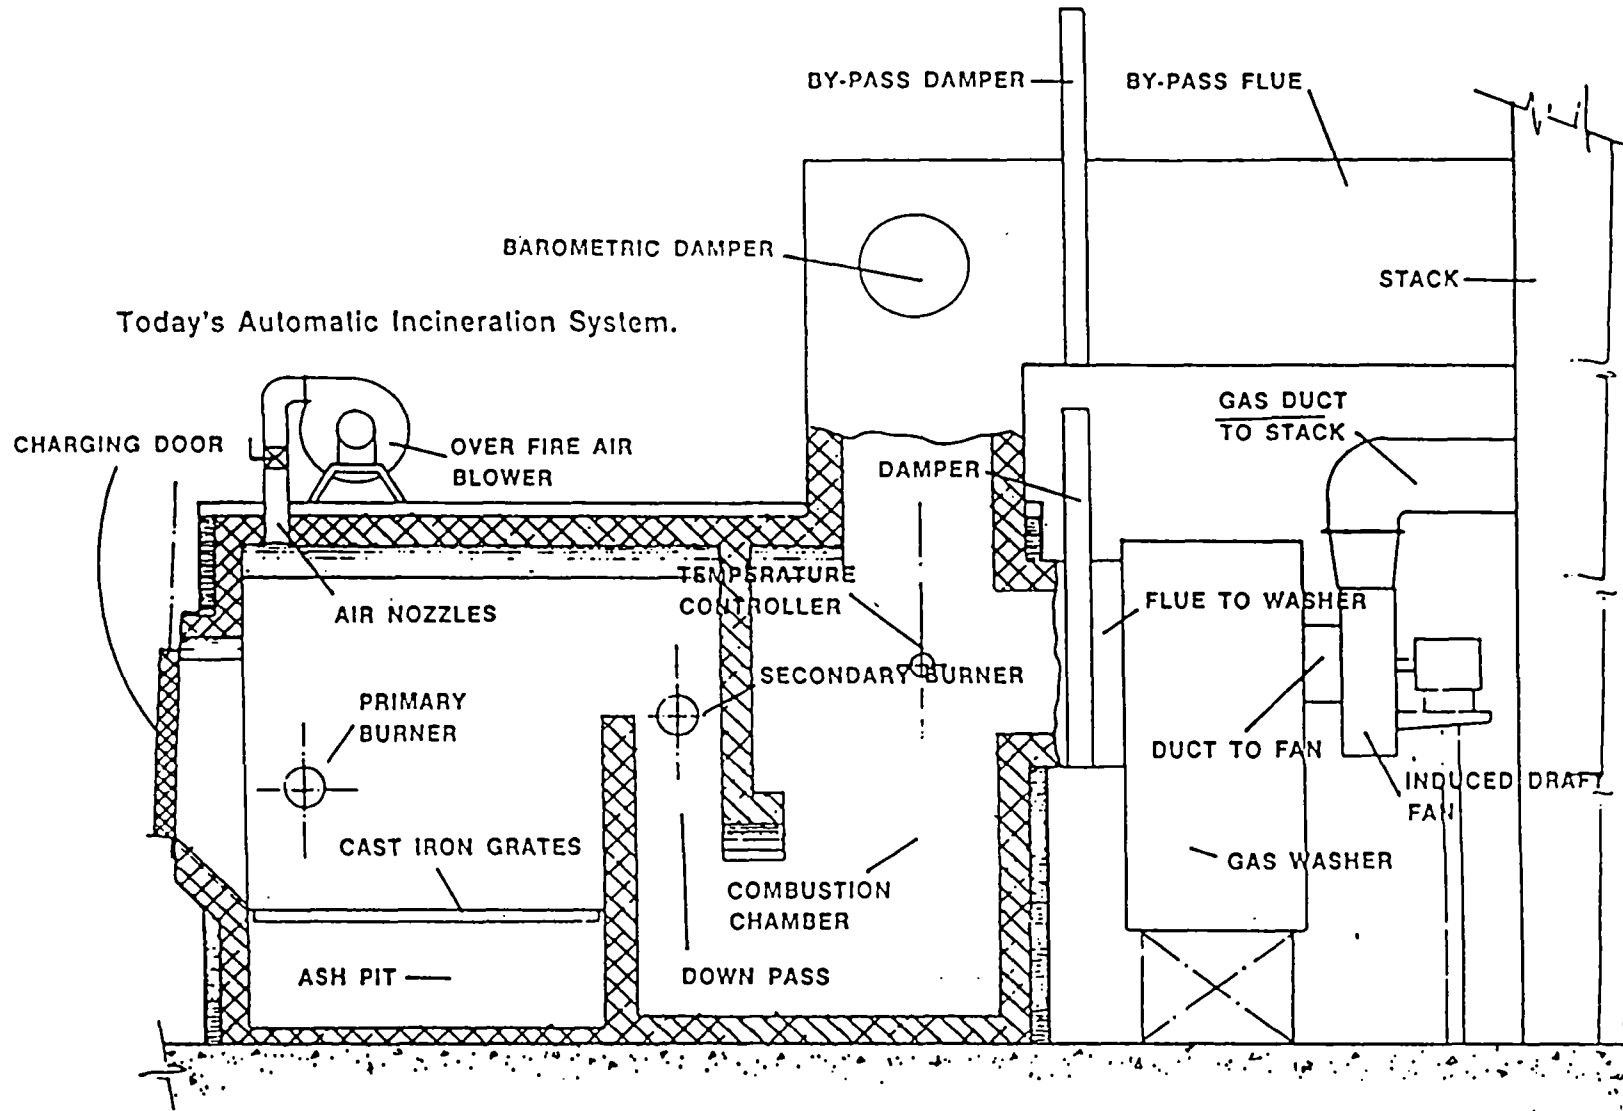 BY-PASS DAMPER
BY-PASS FLUE
BAROMETRIC DAMPER
STACK
Today's Automatic Incineration System.
GAS DUCT
TO STACK
CHARGING DOOR
OVER FIRE AIR
BLOWER
DAMPER
TEMPERATURE
CONTROLLER
AIR NOZZLES
FLUE TO WASHER
SECONDARY BURNER
PRIMARY
BURNER
DUCT TO FAN
INDUCED DRAFT
FAN
CAST IRON GRATES
GAS WASHER
COMBUSTION
CHAMBER
ASH PIT
DOWN PASS